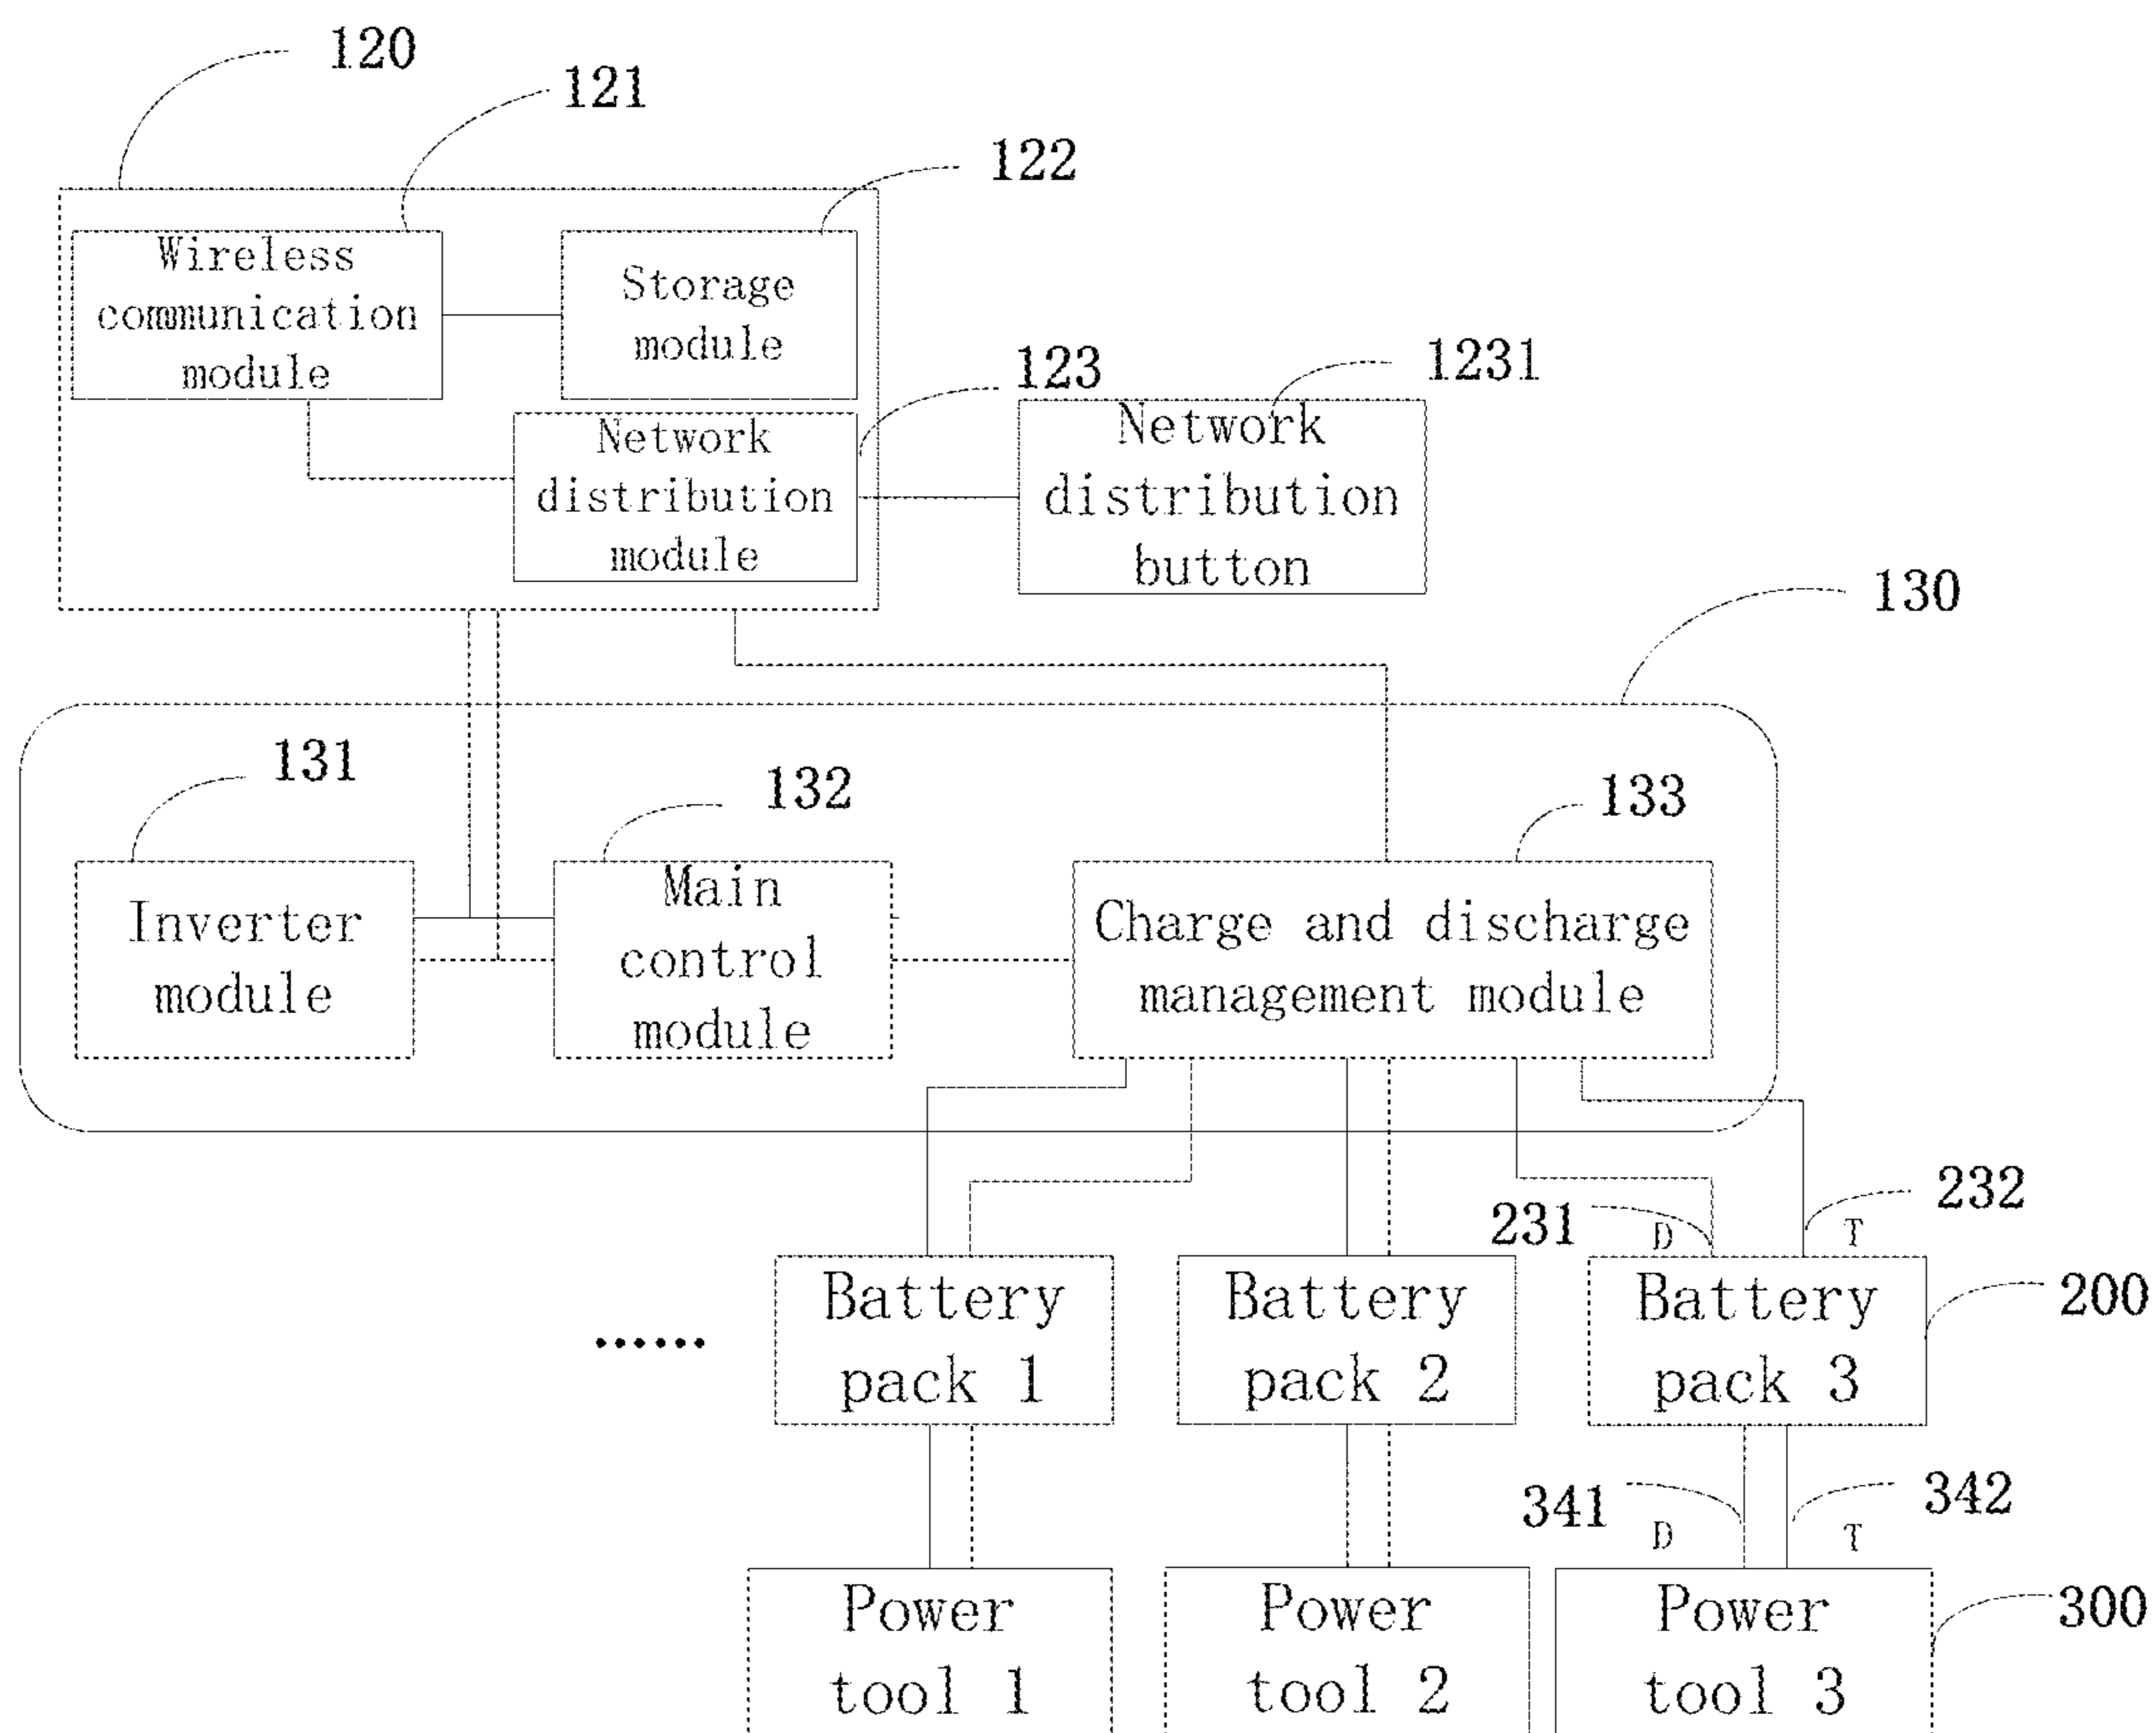 120
121
122
Wireless
communication
module
Storage
module
123
1231
Network
distribution
module
Network
distribution
button
130
131
132
133
Inverter
module
Main
control
module
Charge and discharge
management module
231
D
232
T
......
Battery
pack 1
Battery
pack 2
Battery
pack 3
200
341
D
342
T
Power
tool 1
Power
tool 2
Power
tool 3
300